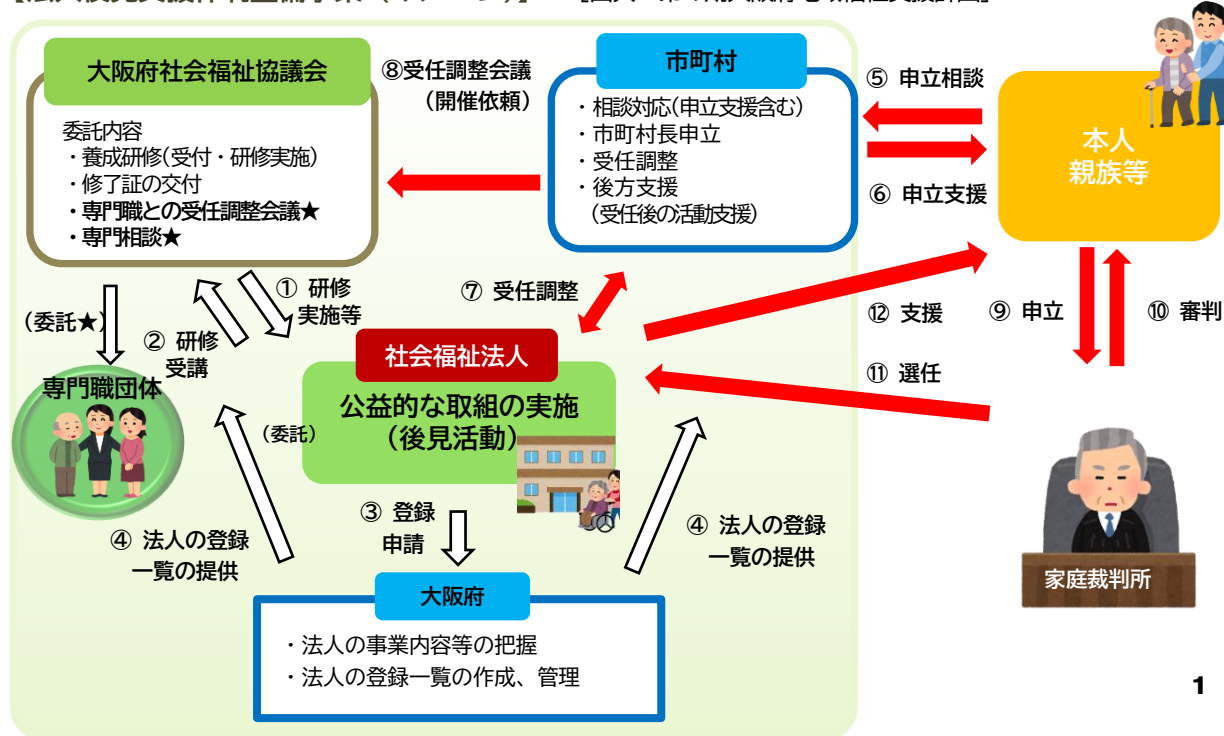 大阪府社会福祉協議会
委託内容
・養成研修(受付・研修実施)
・修了証の交付
・専門職との受任調整会議★
・専門相談★
⑧受任調整会議
(開催依頼)
市町村
・相談対応(申立支援含む)
・市町村長申立
・受任調整
・後方支援
(受任後の活動支援)
⑤ 申立相談
⑥ 申立支援
本人
親族等
(委託★)
② 研修
受講
① 研修
実施等
⑦ 受任調整
⑫ 支援
⑨ 申立
⑩ 審判
⑪ 選任
専門職団体
社会福祉法人
公益的な取組の実施
(後見活動)
(委託)
③ 登録
申請
④ 法人の登録
一覧の提供
④ 法人の登録
一覧の提供
家庭裁判所
大阪府
・法人の事業内容等の把握
・法人の登録一覧の作成、管理
1